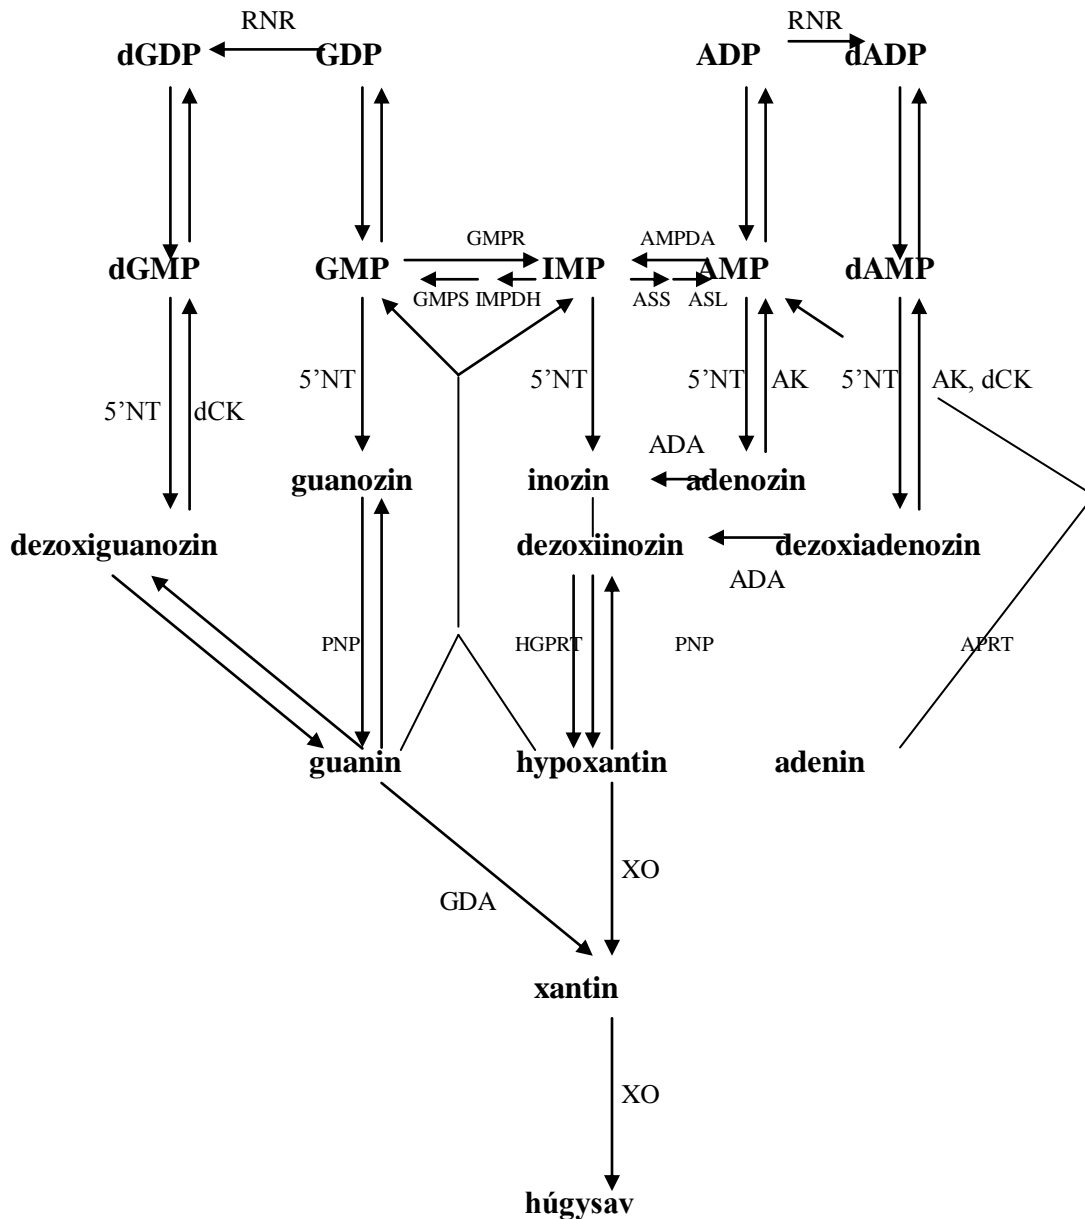 RNR RNR
dGDP GDP ADP dADP
GMPR AMPDA
dGMP GMP IMP AMP dAMP
GMPS IMPDH ASS ASL
5’NT dCK 5’NT 5’NT 5’NT AK 5’NT AK, dCK
ADA
guanozin inozin adenozin
dezoxiguanozin dezoxiinozin dezoxiadenozin
ADA
PNP HGPRT PNP APRT
guanin hypoxantin adenin
XO
GDA
xantin
XO
húgysav